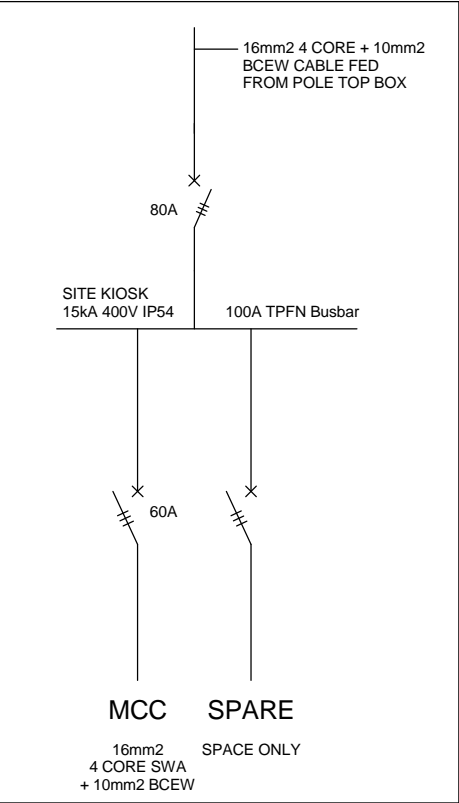 16mm2 4 CORE + 10mm2
BCEW CABLE FED
FROM POLE TOP BOX
80A
SITE KIOSK
15kA 400V IP54
100A TPFN Busbar
60A
MCC
SPARE
16mm2
4 CORE SWA
+ 10mm2 BCEW
SPACE ONLY